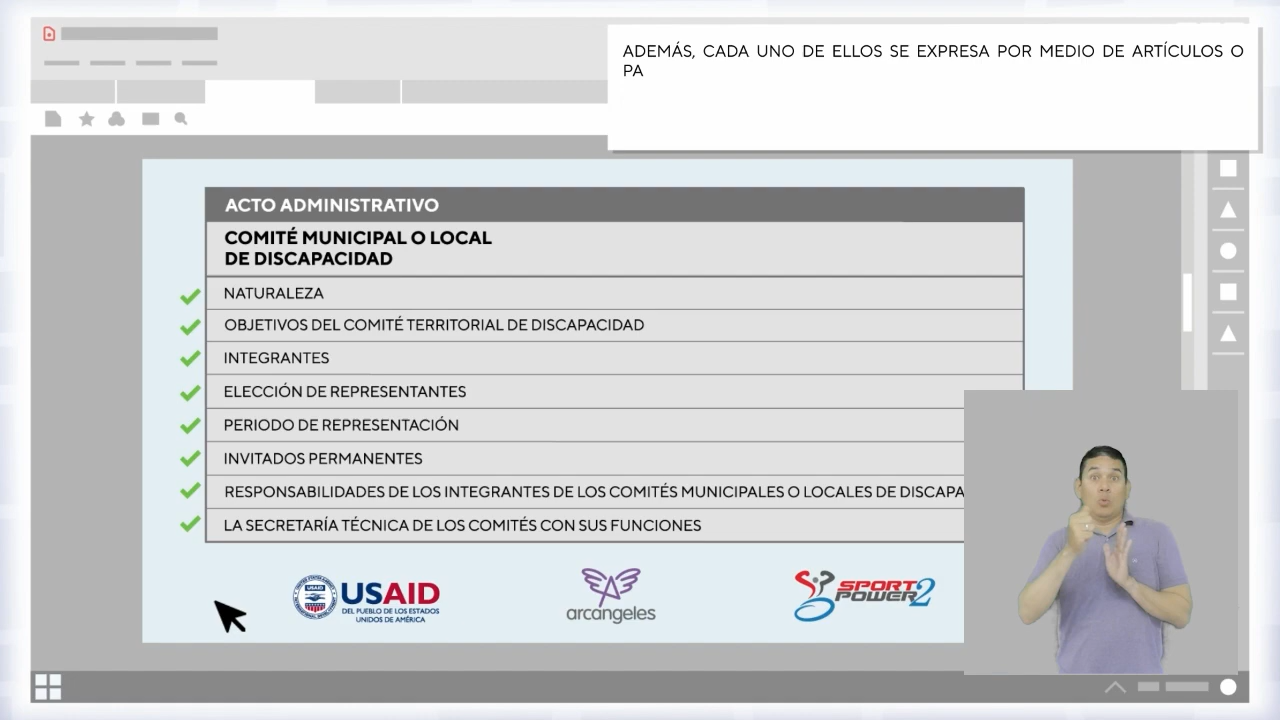 ADEMÁS, CADA UNO DE ELLOS SE EXPRESA POR MEDIO DE ARTÍCULOS O
PA
ACTO ADMINISTRATIVO
COMITÉ MUNICIPAL O LOCAL
DE DISCAPACIDAD
NATURALEZA
OBJETIVOS DEL COMITÉ TERRITORIAL DE DISCAPACIDAD
INTEGRANTES
ELECCIÓN DE REPRESENTANTES
PERIODO DE REPRESENTACIÓN
INVITADOS PERMANENTES
RESPONSABILIDADES DE LOS INTEGRANTES DE LOS COMITÉS MUNICIPALES O LOCALES DE DISCAPA
LA SECRETARÍA TÉCNICA DE LOS COMITÉS CON SUS FUNCIONES
USAID
DEL PUEBLO DE LOS ESTADOS
UNIDOS DE AMÉRICA
arcángeles
SPORT
POWER2